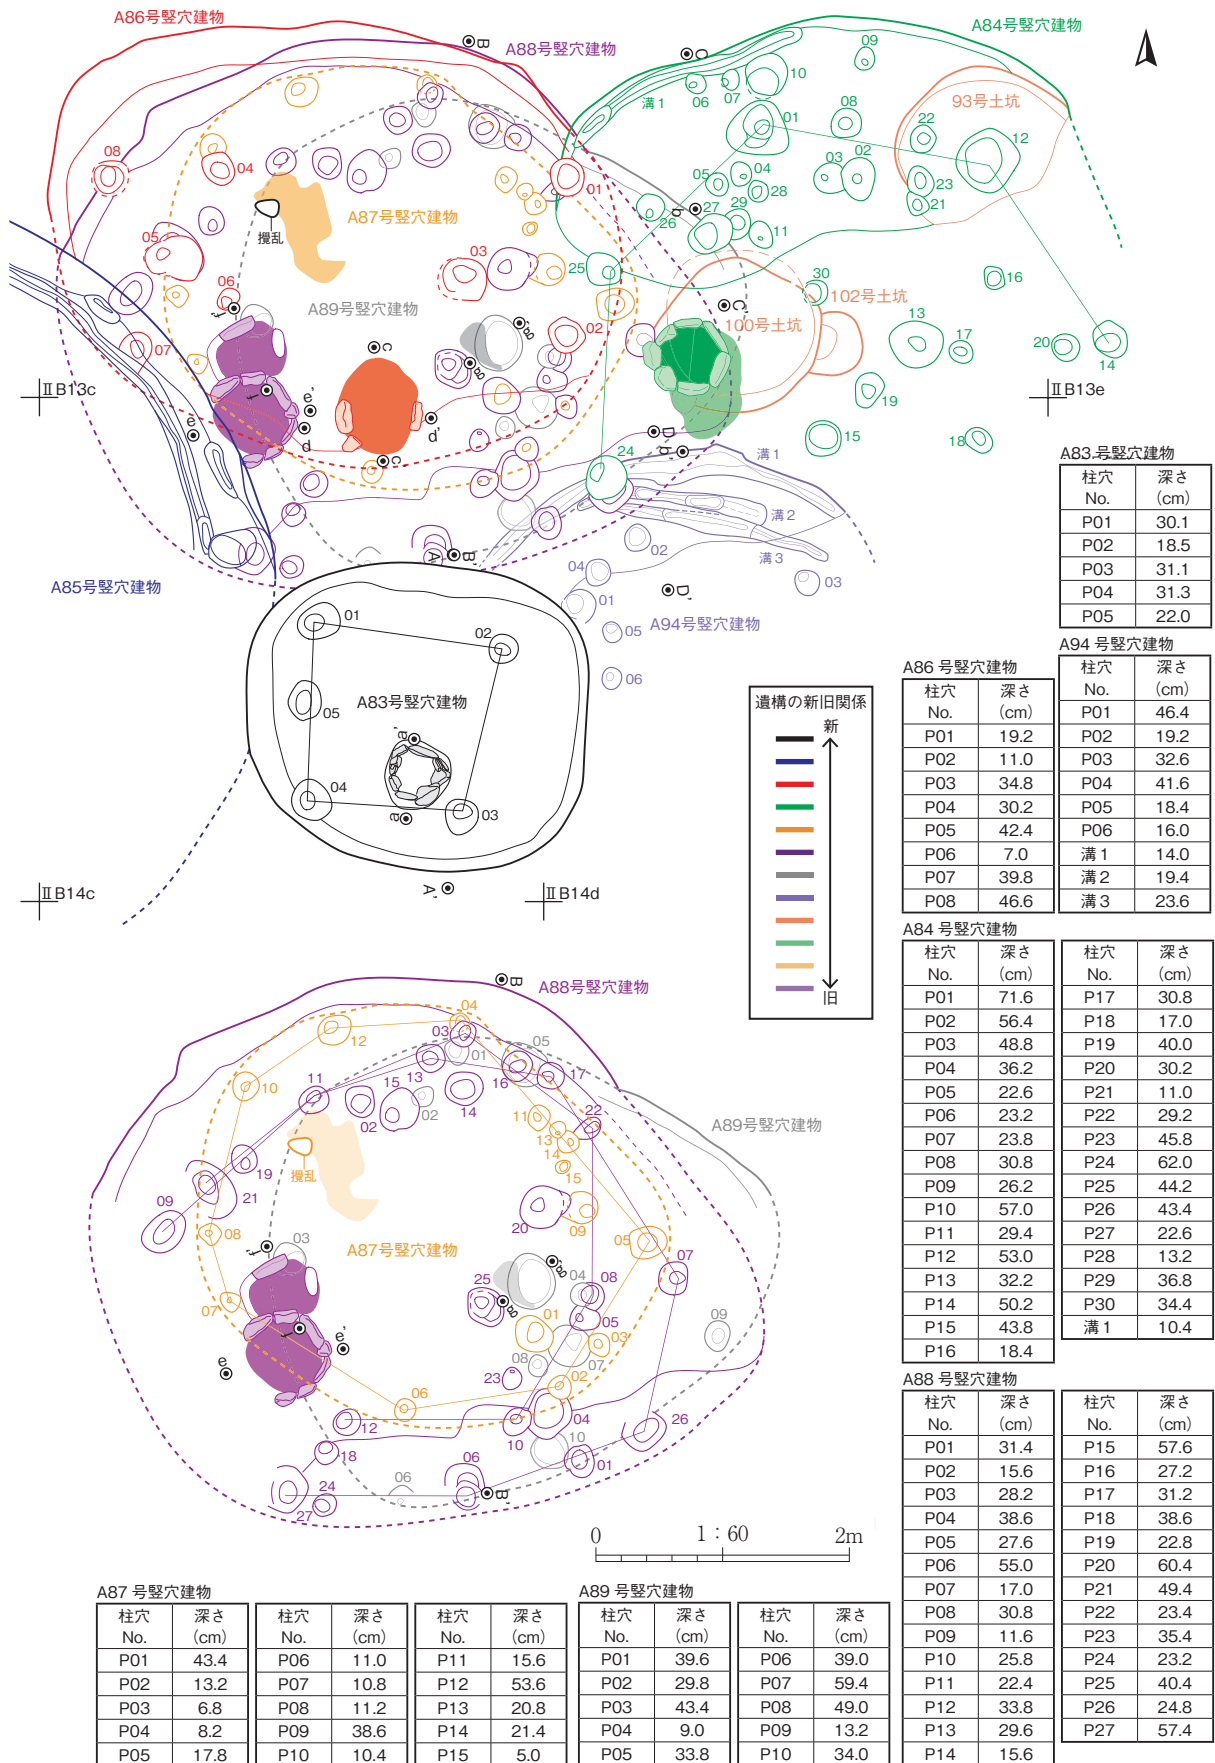 A86号竪穴建物
A88号竪穴建物
A84号竪穴建物
93号土坑
溝1
A87号竪穴建物
攪乱
A89号竪穴建物
102号土坑
100号土坑
ⅡB13c
ⅡB13e
溝1
溝2
溝3
A85号竪穴建物
A94号竪穴建物
A83号竪穴建物
ⅡB14c
ⅡB14d
遺構の新旧関係
新
旧
A83号竪穴建物
柱穴 深さ
No. (cm)
P01 30.1
P02 18.5
P03 31.1
P04 31.3
P05 22.0
A86号竪穴建物
柱穴 深さ
No. (cm)
P01 19.2
P02 11.0
P03 34.8
P04 30.2
P05 42.4
P06 7.0
P07 39.8
P08 46.6
A94号竪穴建物
柱穴 深さ
No. (cm)
P01 46.4
P02 19.2
P03 32.6
P04 41.6
P05 18.4
P06 16.0
溝1 14.0
溝2 19.4
溝3 23.6
A84号竪穴建物
柱穴 深さ
No. (cm)
P01 71.6
P02 56.4
P03 48.8
P04 36.2
P05 22.6
P06 23.2
P07 23.8
P08 30.8
P09 26.2
P10 57.0
P11 29.4
P12 53.0
P13 32.2
P14 50.2
P15 43.8
P16 18.4
柱穴 深さ
No. (cm)
P17 30.8
P18 17.0
P19 40.0
P20 30.2
P21 11.0
P22 29.2
P23 45.8
P24 62.0
P25 44.2
P26 43.4
P27 22.6
P28 13.2
P29 36.8
P30 34.4
溝1 10.4
A88号竪穴建物
A89号竪穴建物
攪乱
A87号竪穴建物
0 1：60 2m
A88号竪穴建物
柱穴 深さ
No. (cm)
P01 31.4
P02 15.6
P03 28.2
P04 38.6
P05 27.6
P06 55.0
P07 17.0
P08 30.8
P09 11.6
P10 25.8
P11 22.4
P12 33.8
P13 29.6
P14 15.6
柱穴 深さ
No. (cm)
P15 57.6
P16 27.2
P17 31.2
P18 38.6
P19 22.8
P20 60.4
P21 49.4
P22 23.4
P23 35.4
P24 23.2
P25 40.4
P26 24.8
P27 57.4
A87号竪穴建物
柱穴 深さ
No. (cm)
P01 43.4
P02 13.2
P03 6.8
P04 8.2
P05 17.8
柱穴 深さ
No. (cm)
P06 11.0
P07 10.8
P08 11.2
P09 38.6
P10 10.4
柱穴 深さ
No. (cm)
P11 15.6
P12 53.6
P13 20.8
P14 21.4
P15 5.0
A89号竪穴建物
柱穴 深さ
No. (cm)
P01 39.6
P02 29.8
P03 43.4
P04 9.0
P05 33.8
柱穴 深さ
No. (cm)
P06 39.0
P07 59.4
P08 49.0
P09 13.2
P10 34.0